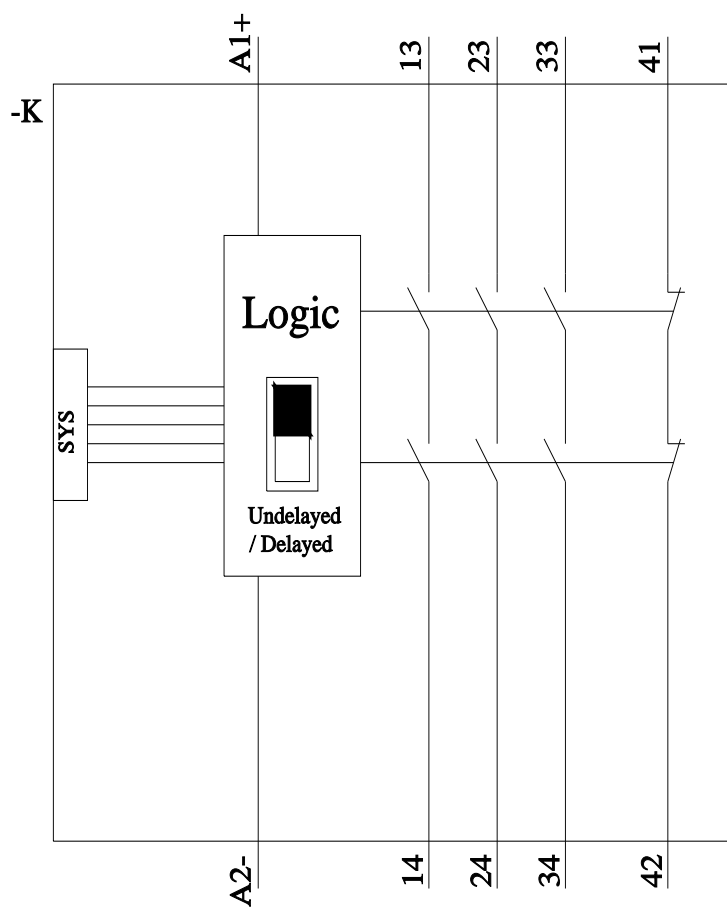 A1+
13
23
33
41
-K
Logic
SYS
Undelayed
/ Delayed
A2-
14
24
34
42